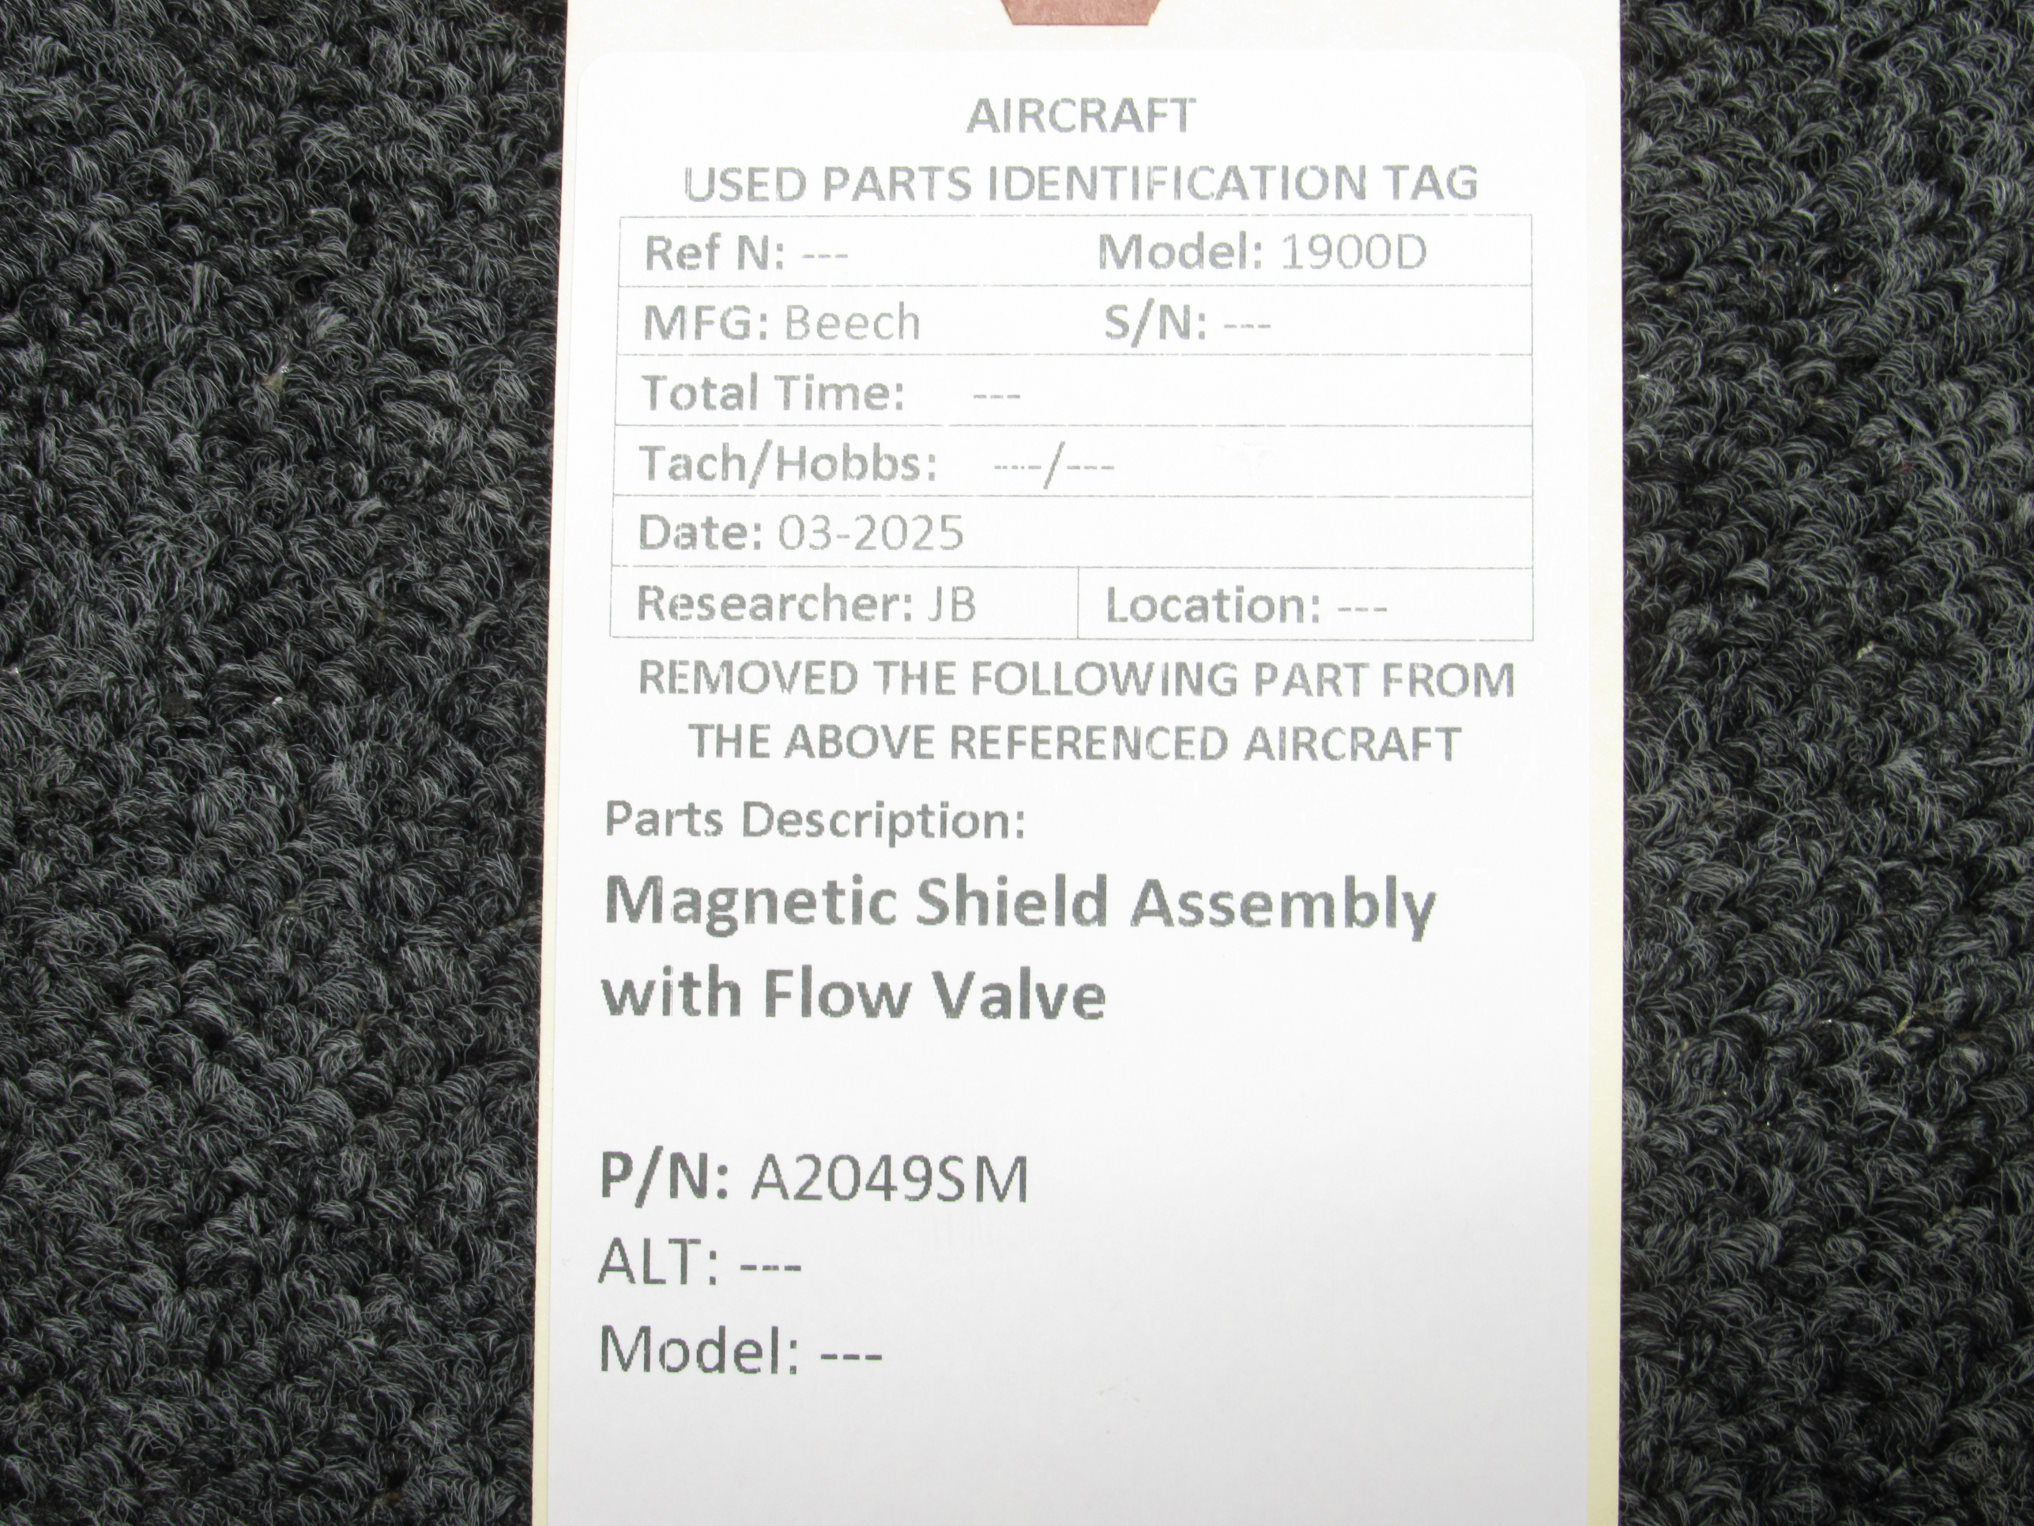 AIRCRAFT
USED PARTS IDENTIFICATION TAG
Ref N: --- Model: 1900D
MFG: Beech S/N: ---
Total Time: ---
Tach/Hobbs: ---/---
Date: 03-2025
Researcher: JB Location: ---
REMOVED THE FOLLOWING PART FROM
THE ABOVE REFERENCED AIRCRAFT
Parts Description:
Magnetic Shield Assembly
with Flow Valve
P/N: A2049SM
ALT: ---
Model: ---